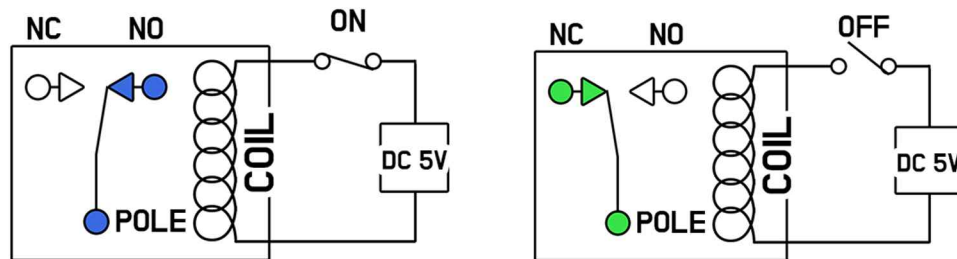 NC NO ON
COIL
DC 5V
POLE
NC NO OFF
COIL
DC 5V
POLE